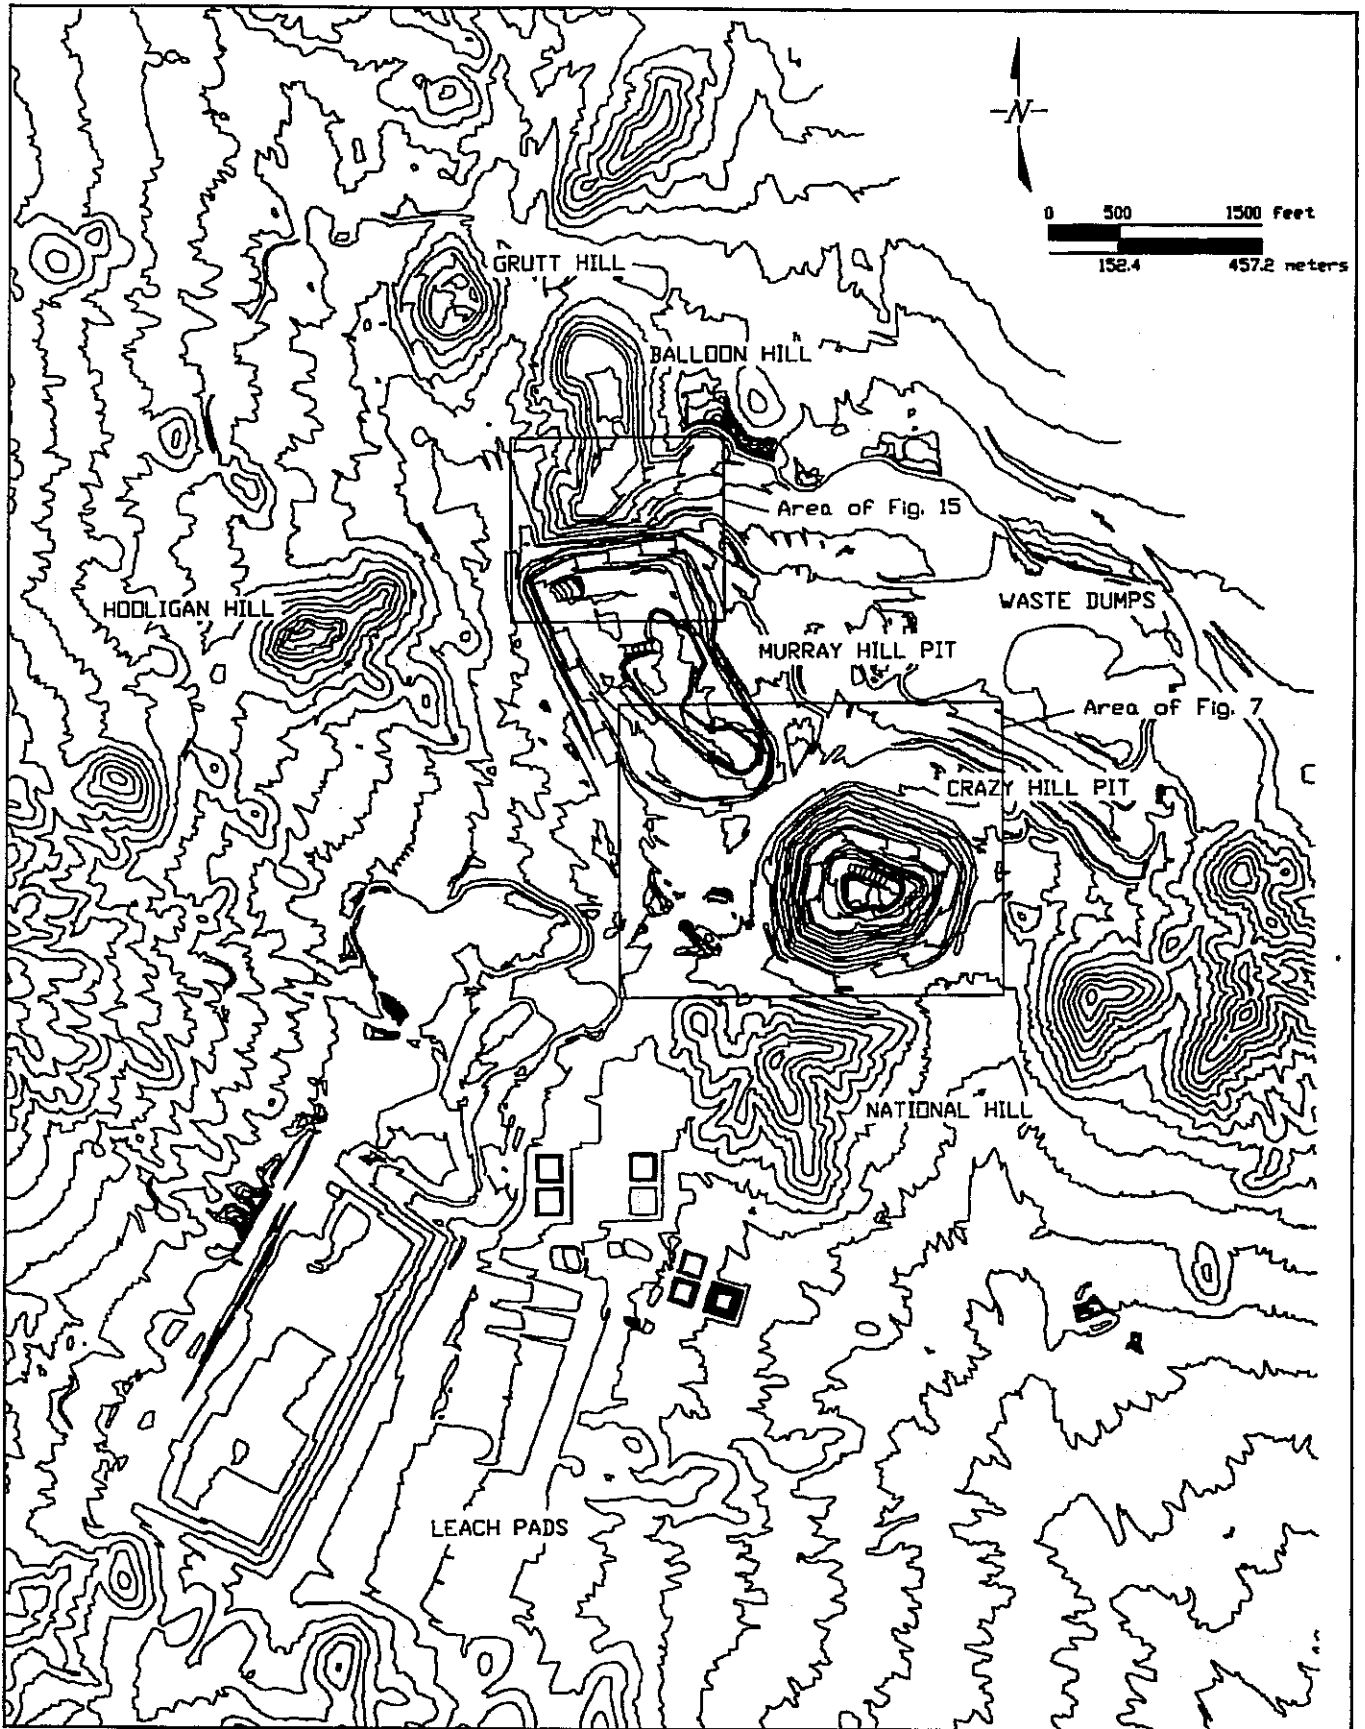 N
0 500 1500 feet
152.4 457.2 meters
GRUTT HILL
BALLOON HILL
Area of Fig. 15
HOOLIGAN HILL
WASTE DUMPS
MURRAY HILL PIT
Area of Fig. 7
CRAZY HILL PIT
NATIONAL HILL
LEACH PADS